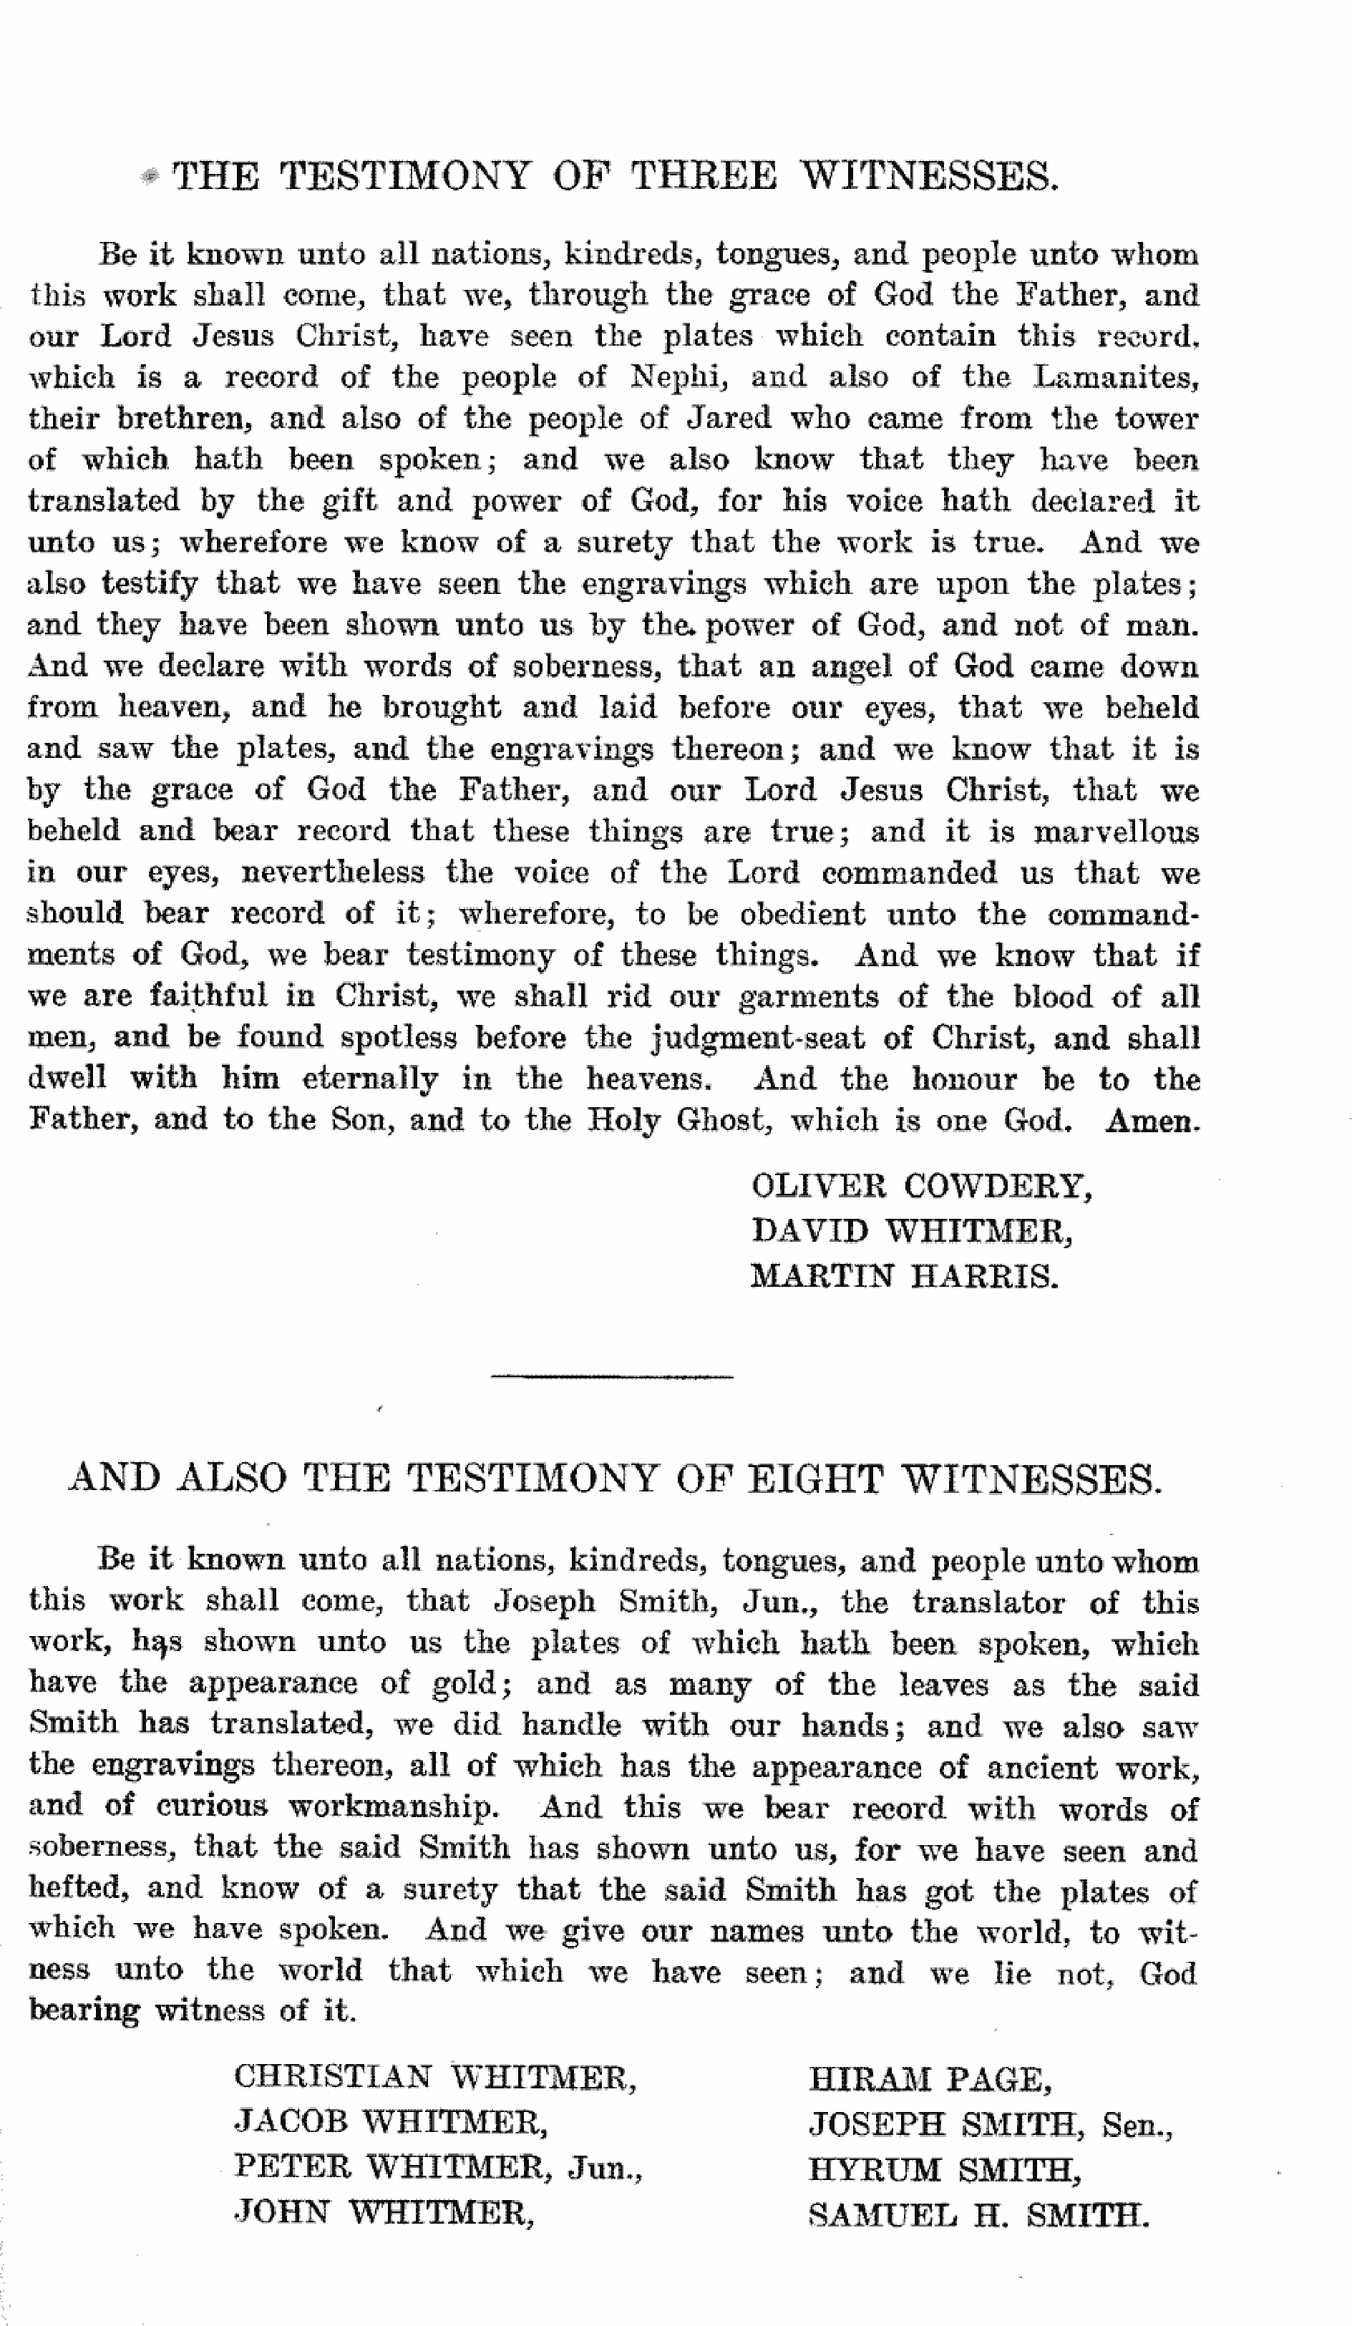 THE TESTIMONY OF THREE WITNESSES.
Be it known unto all nations, kindreds, tongues, and people unto whom
this work shall come, that we, through the grace of God the Father, and
our Lord Jesus Christ, have seen the plates which contain this record,
which is a record of the people of Nephi, and also of the Lamanites,
their brethren, and also of the people of Jared who came from the tower
of which hath been spoken; and we also know that they have been
translated by the gift and power of God, for his voice hath declared it
unto us; wherefore we know of a surety that the work is true. And we
also testify that we have seen the engravings which are upon the plates;
and they have been shown unto us by the power of God, and not of man.
And we declare with words of soberness, that an angel of God came down
from heaven, and he brought and laid before our eyes, that we beheld
and saw the plates, and the engravings thereon; and we know that it is
by the grace of God the Father, and our Lord Jesus Christ, that we
beheld and bear record that these things are true; and it is marvellous
in our eyes, nevertheless the voice of the Lord commanded us that we
should bear record of it; wherefore, to be obedient unto the command-
ments of God, we bear testimony of these things. And we know that if
we are faithful in Christ, we shall rid our garments of the blood of all
men, and be found spotless before the judgment-seat of Christ, and shall
dwell with him eternally in the heavens. And the honour be to the
Father, and to the Son, and to the Holy Ghost, which is one God. Amen.
OLIVER COWDERY,
DAVID WHITMER,
MARTIN HARRIS.
AND ALSO THE TESTIMONY OF EIGHT WITNESSES.
Be it known unto all nations, kindreds, tongues, and people unto whom
this work shall come, that Joseph Smith, Jun., the translator of this
work, has shown unto us the plates of which hath been spoken, which
have the appearance of gold; and as many of the leaves as the said
Smith has translated, we did handle with our hands; and we also saw
the engravings thereon, all of which has the appearance of ancient work,
and of curious workmanship. And this we bear record with words of
soberness, that the said Smith has shown unto us, for we have seen and
hefted, and know of a surety that the said Smith has got the plates of
which we have spoken. And we give our names unto the world, to wit-
ness unto the world that which we have seen; and we lie not, God
bearing witness of it.
CHRISTIAN WHITMER,
JACOB WHITMER,
PETER WHITMER, Jun.,
JOHN WHITMER,
HIRAM PAGE,
JOSEPH SMITH, Sen.,
HYRUM SMITH,
SAMUEL H. SMITH.